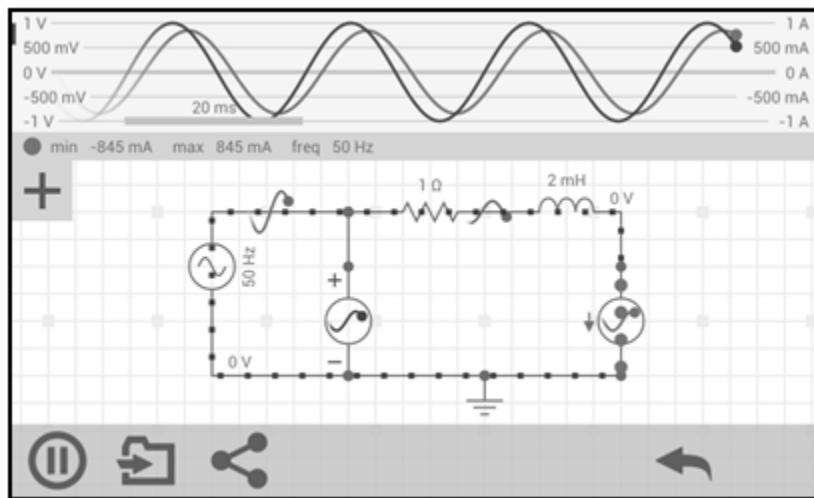 1 V 1 A
500 mV 500 mA
0 V 0 A
-500 mV -500 mA
20 ms
-1 V -1 A
min -845 mA max 845 mA freq 50 Hz
+
1 Ω 2 mH 0 V
50 Hz
+
0 V −